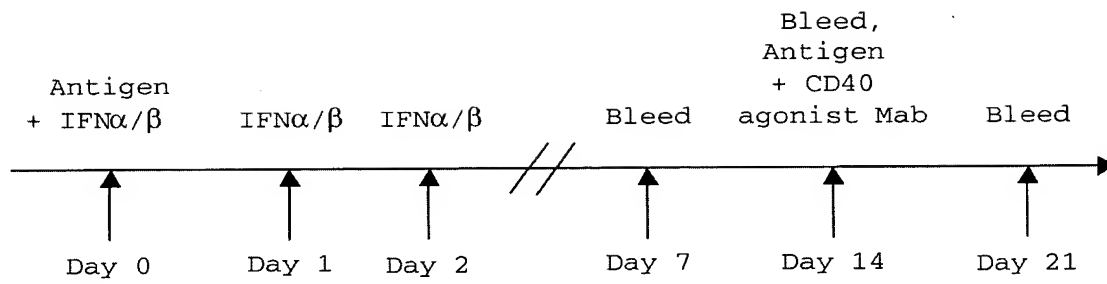 Antigen
+ IFNα/β
IFNα/β
IFNα/β
Bleed
Bleed,
Antigen
+ CD40
agonist Mab
Bleed
Day 0
Day 1
Day 2
Day 7
Day 14
Day 21